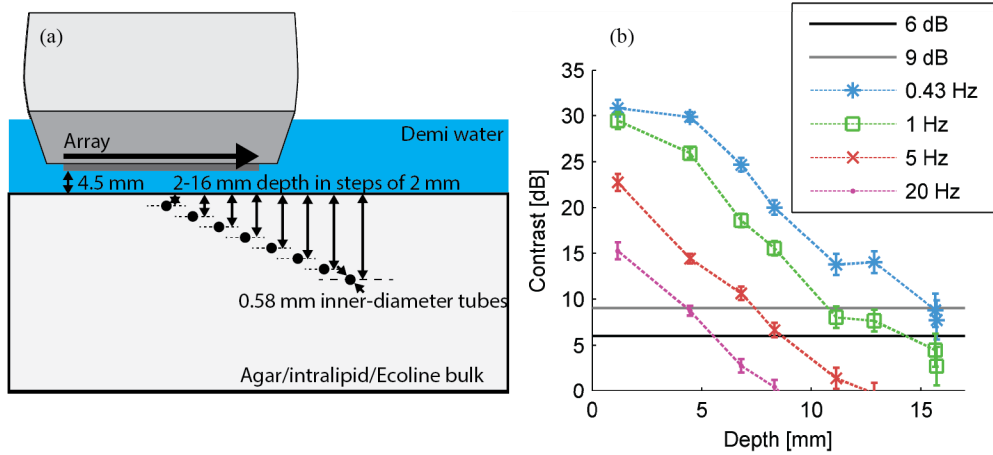 (a)
Demi water
Array
4.5 mm
2-16 mm depth in steps of 2 mm
0.58 mm inner-diameter tubes
Agar/intralipid/Ecoline bulk
(b)
6 dB
9 dB
0.43 Hz
1 Hz
5 Hz
20 Hz
35
30
25
20
15
10
5
0
Contrast [dB]
0
5
10
15
Depth [mm]